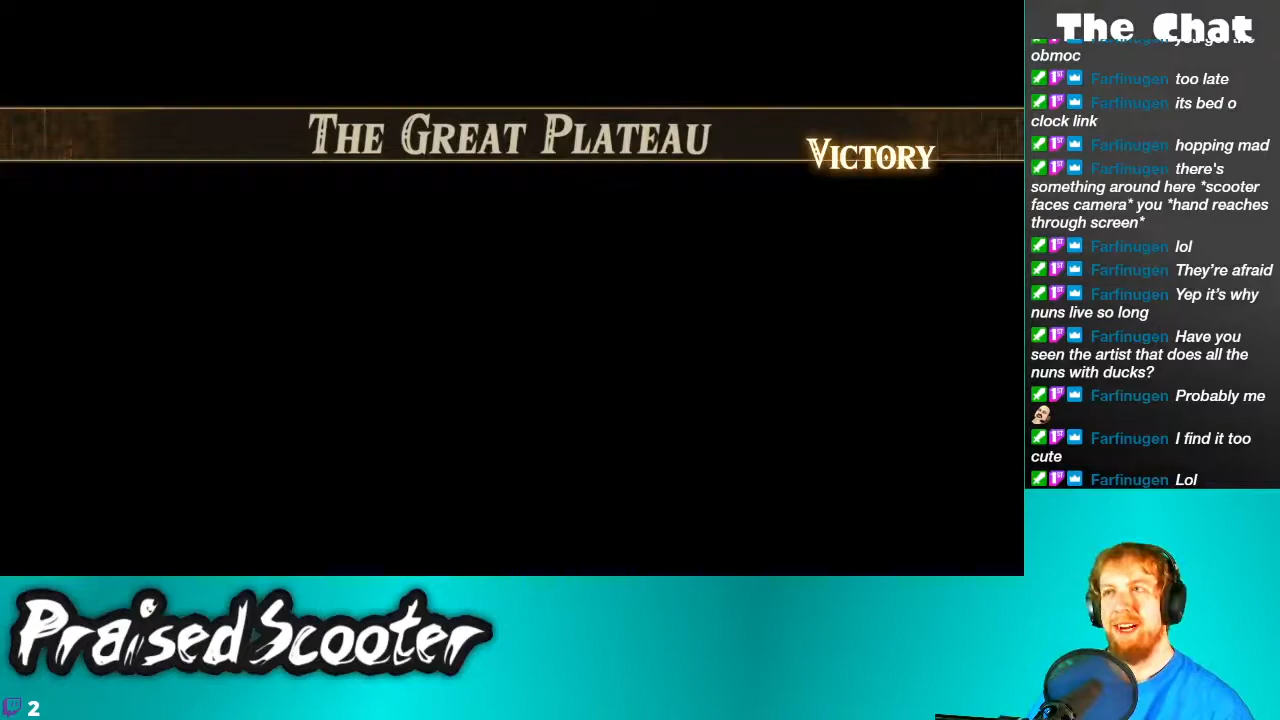 The Chat
obmoc
Farfinugen too late
Farfinugen its bed o
clock link
Farfinugen hopping mad
Farfinugen there's
something around here *scooter
faces camera* you *hand reaches
through screen*
Farfinugen lol
Farfinugen They're afraid
Farfinugen Yep it's why
nuns live so long
Farfinugen Have you
seen the artist that does all the
nuns with ducks?
Farfinugen Probably me
Farfinugen I find it too
cute
Farfinugen Lol
The Great Plateau
Victory
PraisedScooter
2